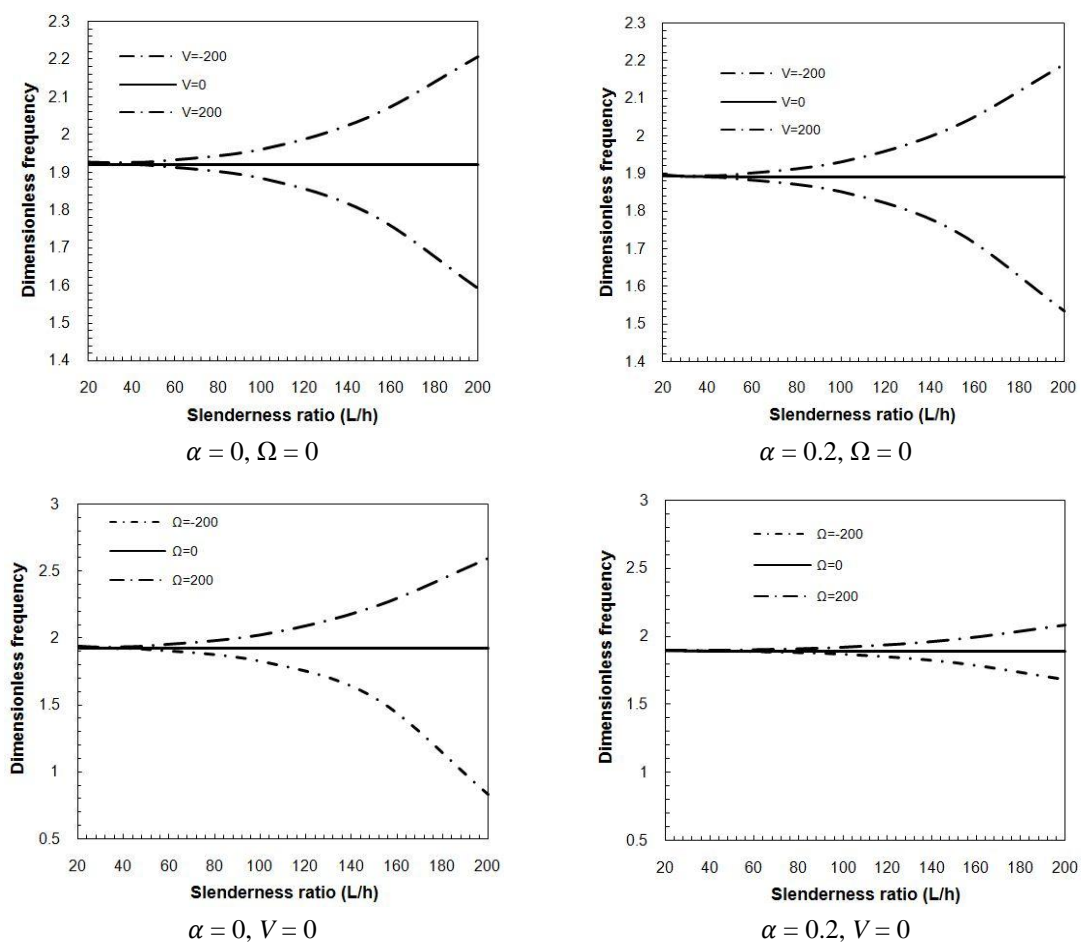 2.3
2.2
2.1
2
1.9
1.8
1.7
1.6
1.5
1.4
Dimensionless frequency
V=-200
V=0
V=200
20 40 60 80 100 120 140 160 180 200
Slenderness ratio (L/h)
α = 0, Ω = 0
2.3
2.2
2.1
2
1.9
1.8
1.7
1.6
1.5
1.4
Dimensionless frequency
V=-200
V=0
V=200
20 40 60 80 100 120 140 160 180 200
Slenderness ratio (L/h)
α = 0.2, Ω = 0
3
2.5
2
1.5
1
0.5
Dimensionless frequency
Ω=-200
Ω=0
Ω=200
20 40 60 80 100 120 140 160 180 200
Slenderness ratio (L/h)
α = 0, V = 0
3
2.5
2
1.5
1
0.5
Dimensionless frequency
Ω=-200
Ω=0
Ω=200
20 40 60 80 100 120 140 160 180 200
Slenderness ratio (L/h)
α = 0.2, V = 0